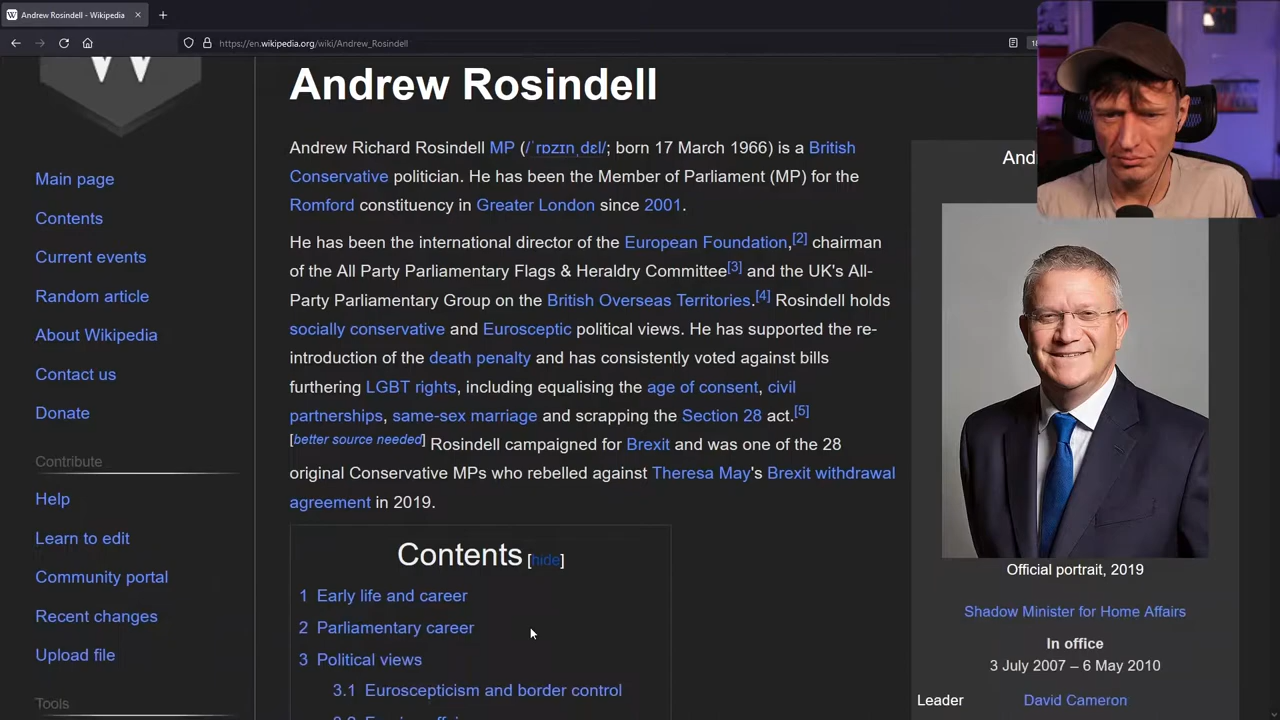 Andrew Rosindell - Wikipedia
https://en.wikipedia.org/wiki/Andrew_Rosindell
W
Main page
Contents
Current events
Random article
About Wikipedia
Contact us
Donate
Contribute
Help
Learn to edit
Community portal
Recent changes
Upload file
Tools
Andrew Rosindell
Andrew Richard Rosindell MP (/ˈrɒzɪnˌdɛl/; born 17 March 1966) is a British
Conservative politician. He has been the Member of Parliament (MP) for the
Romford constituency in Greater London since 2001.
He has been the international director of the European Foundation,[2] chairman
of the All Party Parliamentary Flags & Heraldry Committee[3] and the UK's All-
Party Parliamentary Group on the British Overseas Territories.[4] Rosindell holds
socially conservative and Eurosceptic political views. He has supported the re-
introduction of the death penalty and has consistently voted against bills
furthering LGBT rights, including equalising the age of consent, civil
partnerships, same-sex marriage and scrapping the Section 28 act.[5]
[better source needed] Rosindell campaigned for Brexit and was one of the 28
original Conservative MPs who rebelled against Theresa May's Brexit withdrawal
agreement in 2019.
Contents [hide]
1 Early life and career
2 Parliamentary career
3 Political views
3.1 Euroscepticism and border control
Official portrait, 2019
Shadow Minister for Home Affairs
In office
3 July 2007 – 6 May 2010
Leader David Cameron